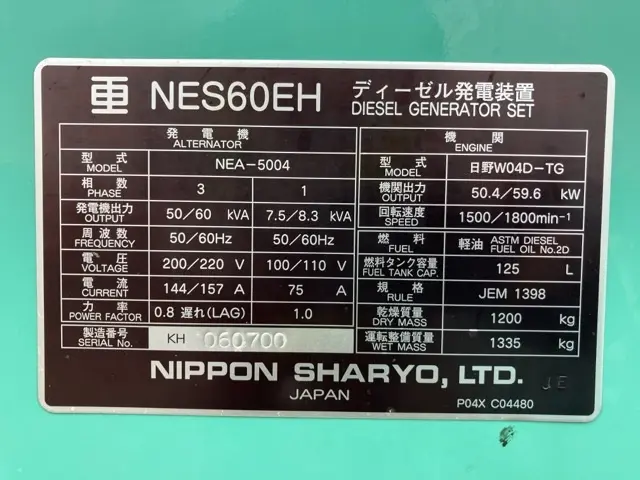 NES60EH ディーゼル発電装置
DIESEL GENERATOR SET
発電機
ALTERNATOR
型式 MODEL NEA-5004
相数 PHASE 3 1
発電機出力 OUTPUT 50/60 kVA 7.5/8.3 kVA
周波数 FREQUENCY 50/60Hz 50/60Hz
電圧 VOLTAGE 200/220 V 100/110 V
電流 CURRENT 144/157 A 75 A
力率 POWER FACTOR 0.8 遅れ(LAG) 1.0
製造番号 SERIAL No. KH 060700
機関
ENGINE
型式 MODEL 日野W04D-TG
機関出力 OUTPUT 50.4/59.6 kW
回転速度 SPEED 1500/1800min-1
燃料 FUEL 軽油 ASTM DIESEL FUEL OIL No.2D
燃料タンク容量 FUEL TANK CAP. 125 L
規格 RULE JEM 1398
乾燥質量 DRY MASS 1200 kg
運転整備質量 WET MASS 1335 kg
NIPPON SHARYO, LTD. JE
JAPAN
P04X C04480